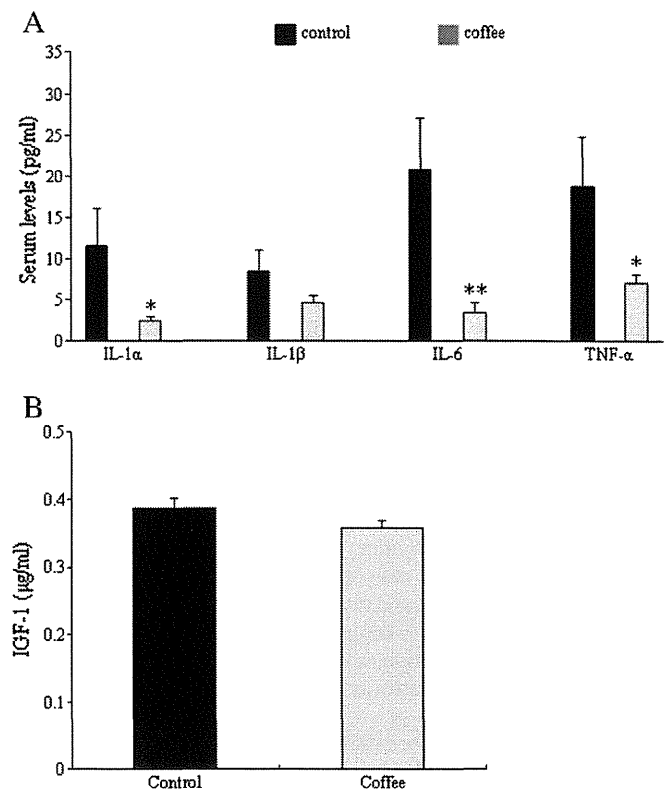 A
control coffee
Serum levels (pg/ml)
35
30
25
20
15
10
5
0
*
**
*
IL-1α IL-1β IL-6 TNF-α
B
IGF-1 (μg/ml)
0.5
0.4
0.3
0.2
0.1
0
Control Coffee